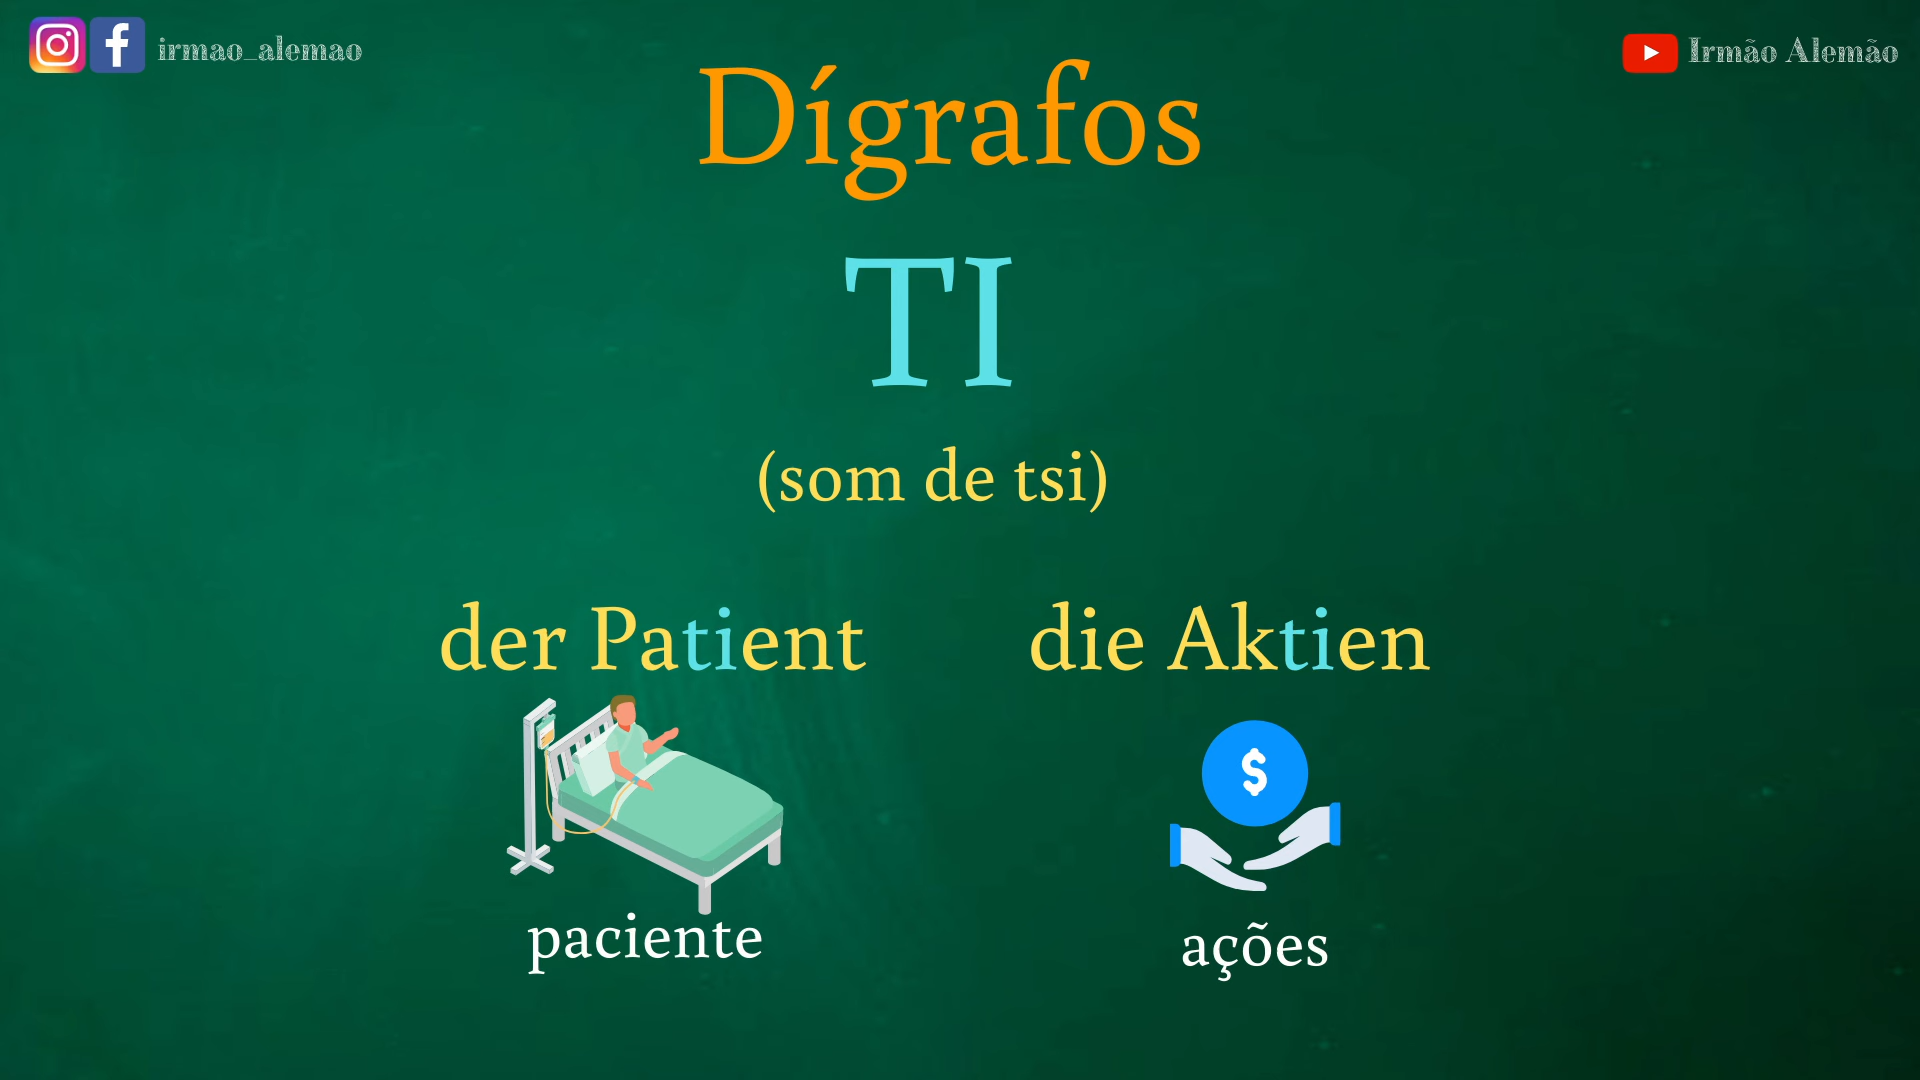 irmao_alemao
Irmão Alemão
Dígrafos
TI
(som de tsi)
der Patient
die Aktien
$
paciente
ações